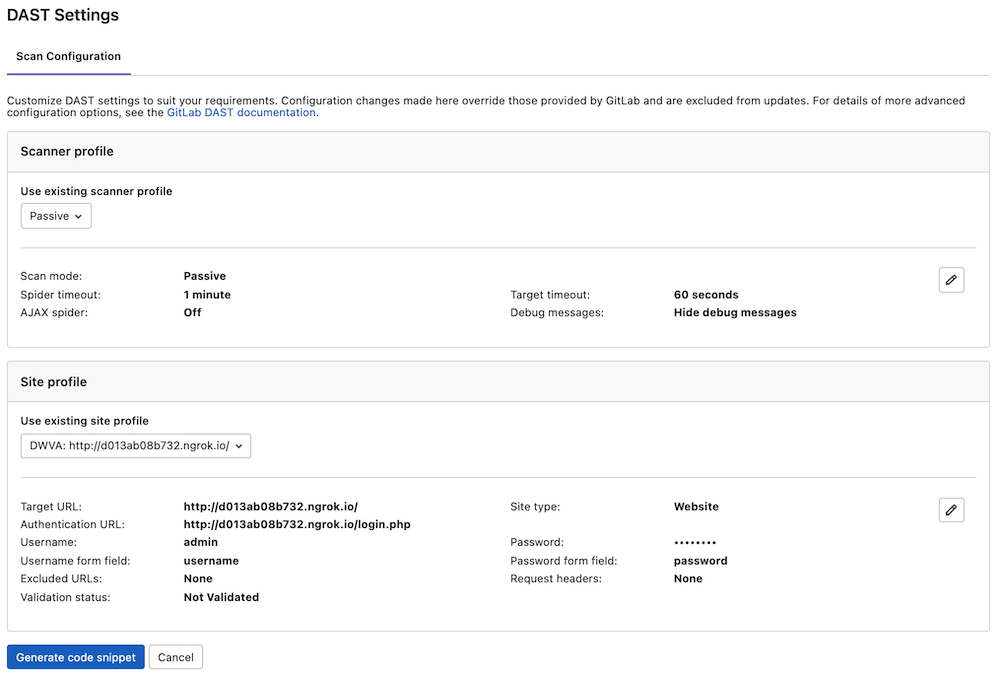 DAST Settings
Scan Configuration
Customize DAST settings to suit your requirements. Configuration changes made here override those provided by GitLab and are excluded from updates. For details of more advanced
configuration options, see the GitLab DAST documentation.
Scanner profile
Use existing scanner profile
Passive
Scan mode: Passive
Spider timeout: 1 minute Target timeout: 60 seconds
AJAX spider: Off Debug messages: Hide debug messages
Site profile
Use existing site profile
DWVA: http://d013ab08b732.ngrok.io/
Target URL: http://d013ab08b732.ngrok.io/ Site type: Website
Authentication URL: http://d013ab08b732.ngrok.io/login.php
Username: admin Password: ••••••••
Username form field: username Password form field: password
Excluded URLs: None Request headers: None
Validation status: Not Validated
Generate code snippet Cancel